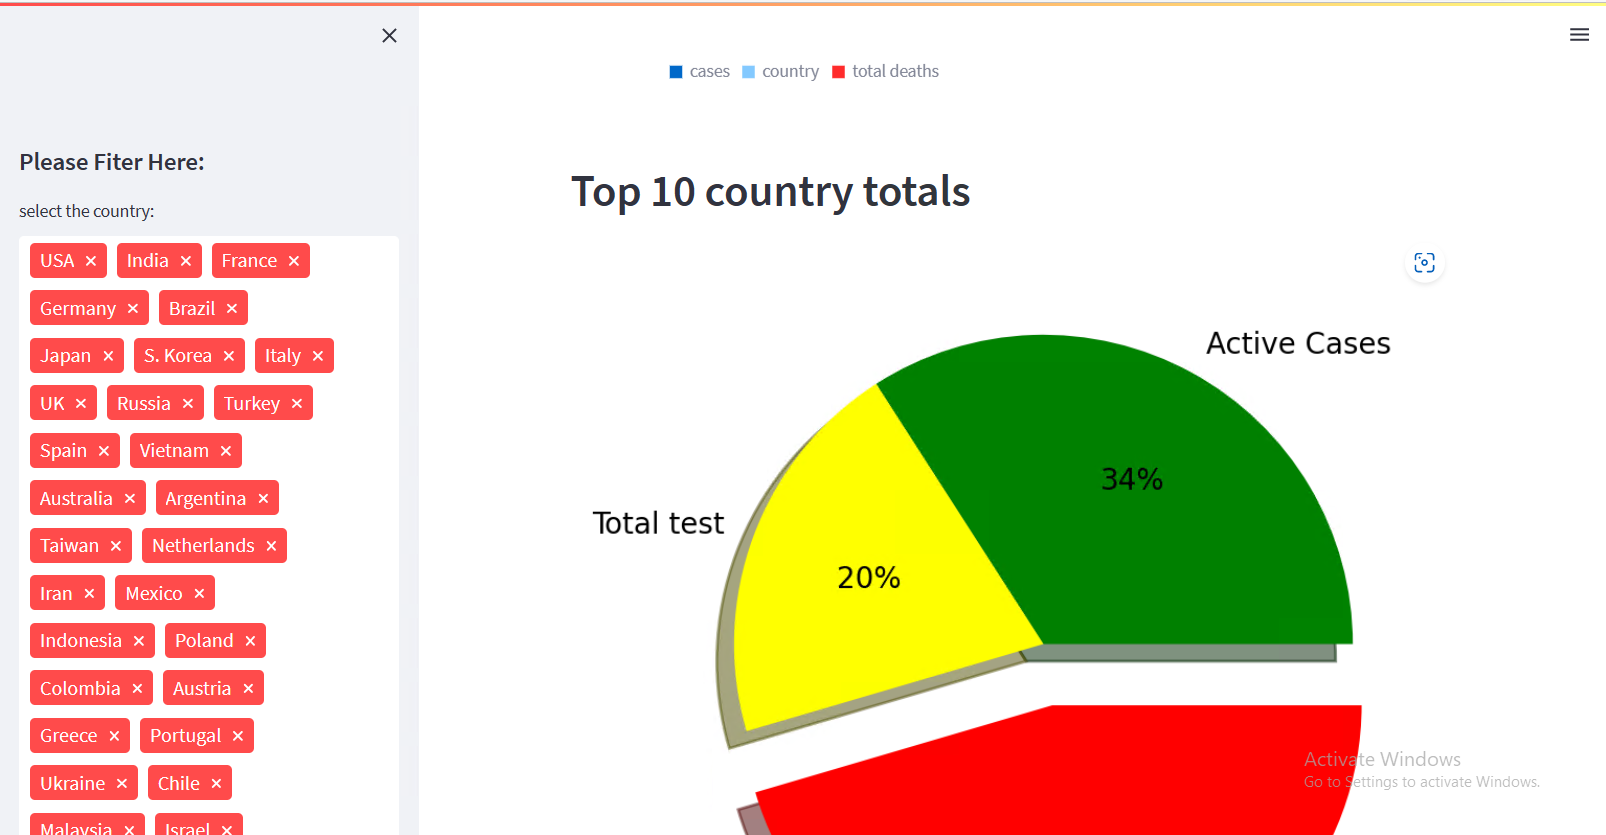 cases country total deaths
Please Fiter Here:
select the country:
USA × India × France ×
Germany × Brazil ×
Japan × S. Korea × Italy ×
UK × Russia × Turkey ×
Spain × Vietnam ×
Australia × Argentina ×
Taiwan × Netherlands ×
Iran × Mexico ×
Indonesia × Poland ×
Colombia × Austria ×
Greece × Portugal ×
Ukraine × Chile ×
Malaysia × Israel ×
Top 10 country totals
Active Cases
34%
Total test
20%
Activate Windows
Go to Settings to activate Windows.